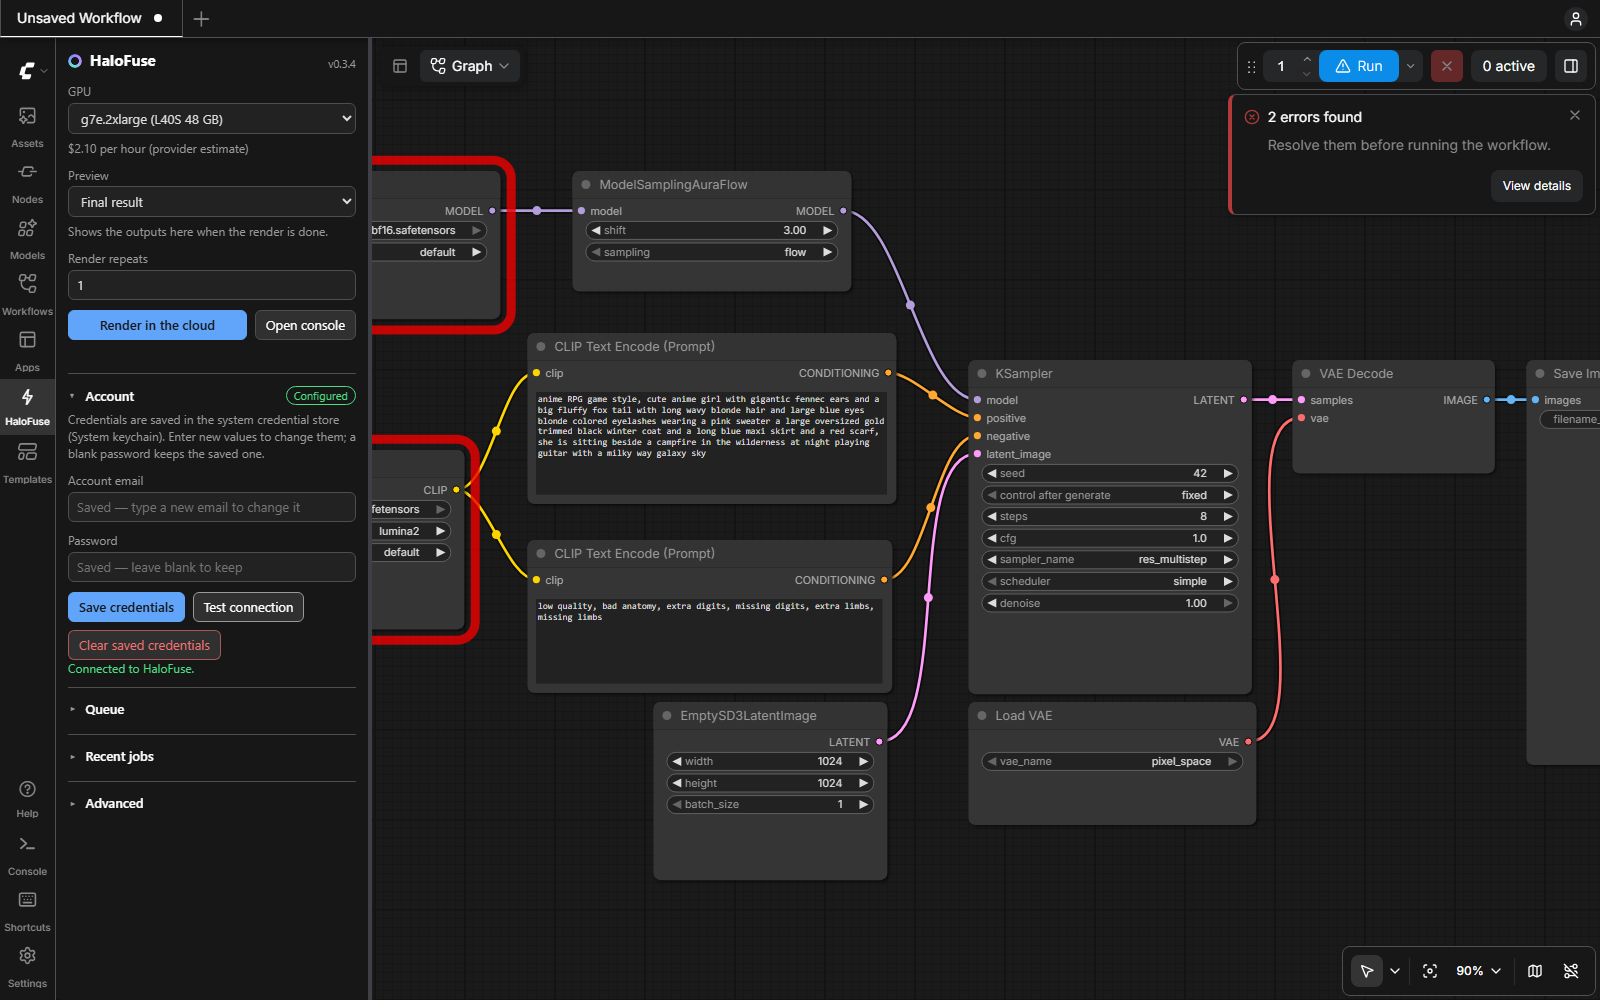 Unsaved Workflow
HaloFuse
v0.3.4
GPU
g7e.2xlarge (L40S 48 GB)
$2.10 per hour (provider estimate)
Preview
Final result
Shows the outputs here when the render is done.
Render repeats
1
Render in the cloud
Open console
Account
Configured
Credentials are saved in the system credential store
(System keychain). Enter new values to change them; a
blank password keeps the saved one.
Account email
Saved — type a new email to change it
Password
Saved — leave blank to keep
Save credentials
Test connection
Clear saved credentials
Connected to HaloFuse.
Queue
Recent jobs
Advanced
Assets
Nodes
Models
Workflows
Apps
HaloFuse
Templates
Help
Console
Shortcuts
Settings
Graph
1
Run
0 active
2 errors found
Resolve them before running the workflow.
View details
MODEL
bf16.safetensors
default
ModelSamplingAuraFlow
model
MODEL
shift
3.00
sampling
flow
CLIP
fetensors
lumina2
default
CLIP Text Encode (Prompt)
clip
CONDITIONING
anime RPG game style, cute anime girl with gigantic fennec ears and a
big fluffy fox tail with long wavy blonde hair and large blue eyes
blonde colored eyelashes wearing a pink sweater a large oversized gold
trimmed black winter coat and a long blue maxi skirt and a red scarf,
she is sitting beside a campfire in the wilderness at night playing
guitar with a milky way galaxy sky
CLIP Text Encode (Prompt)
clip
CONDITIONING
low quality, bad anatomy, extra digits, missing digits, extra limbs,
missing limbs
EmptySD3LatentImage
LATENT
width
1024
height
1024
batch_size
1
KSampler
model
LATENT
positive
negative
latent_image
seed
42
control after generate
fixed
steps
8
cfg
1.0
sampler_name
res_multistep
scheduler
simple
denoise
1.00
Load VAE
VAE
vae_name
pixel_space
VAE Decode
samples
IMAGE
vae
Save Im
images
filename_
90%